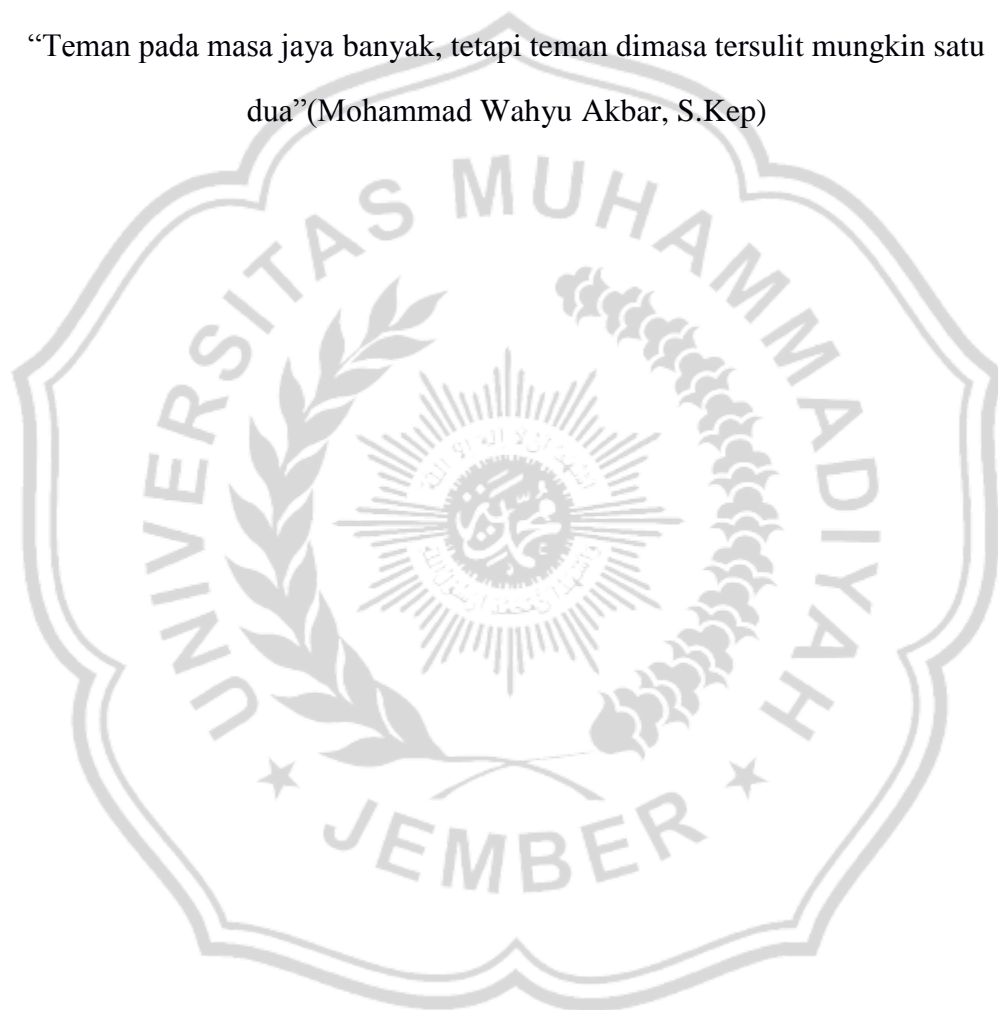 “Teman pada masa jaya banyak, tetapi teman dimasa tersulit mungkin satu
dua”(Mohammad Wahyu Akbar, S.Kep)
UNIVERSITAS MUHAMMADIYAH
JEMBER